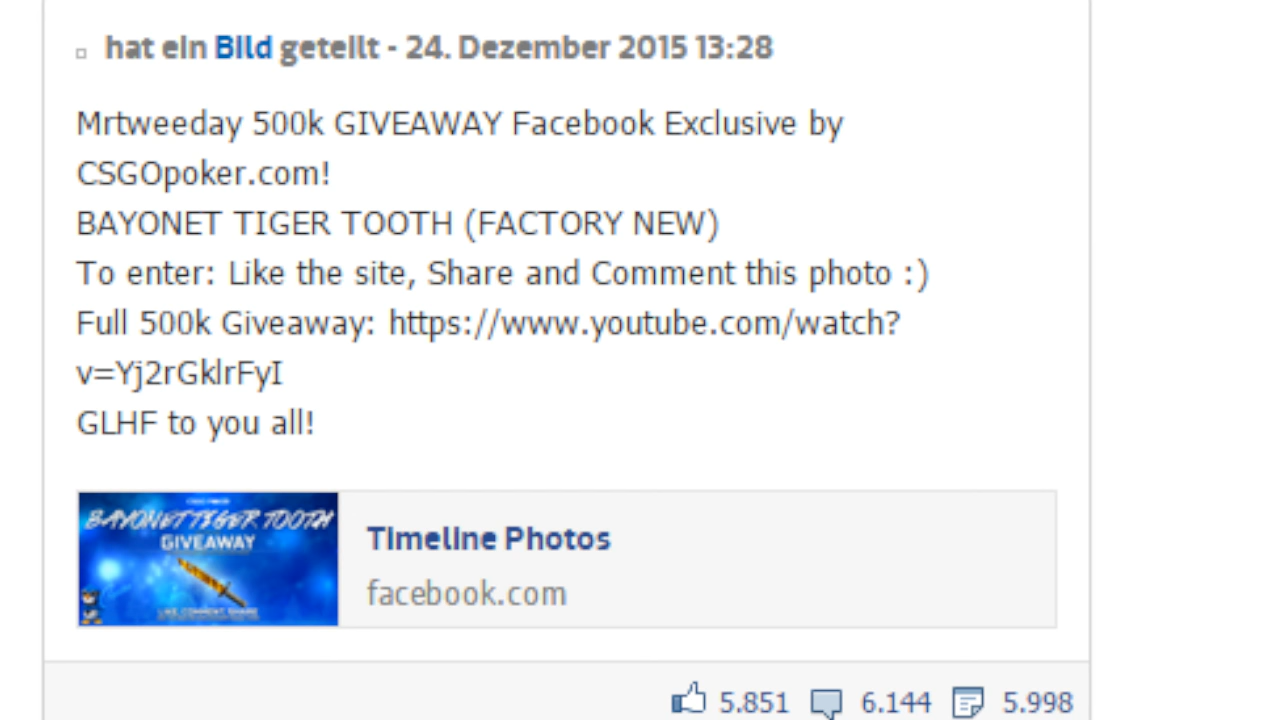 hat ein Bild geteilt - 24. Dezember 2015 13:28
Mrtweeday 500k GIVEAWAY Facebook Exclusive by
CSGOpoker.com!
BAYONET TIGER TOOTH (FACTORY NEW)
To enter: Like the site, Share and Comment this photo :)
Full 500k Giveaway: https://www.youtube.com/watch?
v=Yj2rGklrFyI
GLHF to you all!
BAYONET TIGER TOOTH
GIVEAWAY
LIKE, COMMENT, SHARE
Timeline Photos
facebook.com
5.851 6.144 5.998